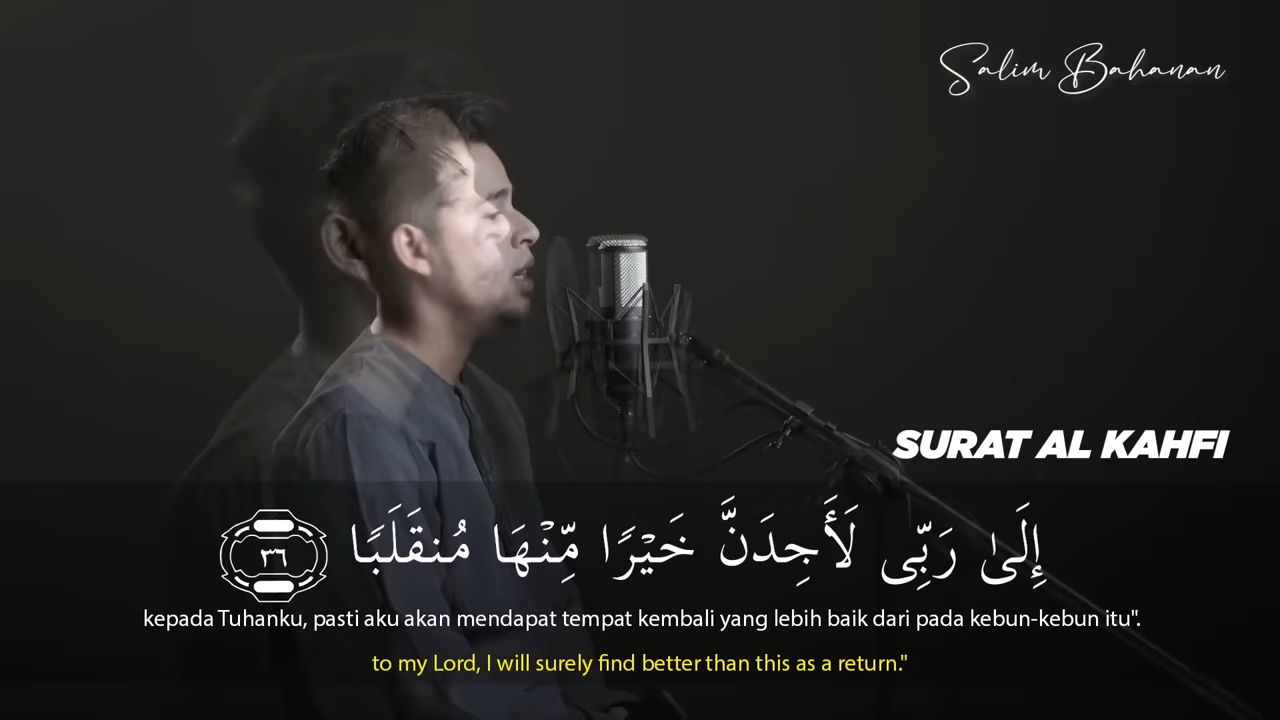 Salim Bahanan
SURAT AL KAHFI
إِلَىٰ رَبِّى لَأَجِدَنَّ خَيْرًا مِّنْهَا مُنقَلَبًا ٣٦
kepada Tuhanku, pasti aku akan mendapat tempat kembali yang lebih baik dari pada kebun-kebun itu".
to my Lord, I will surely find better than this as a return."